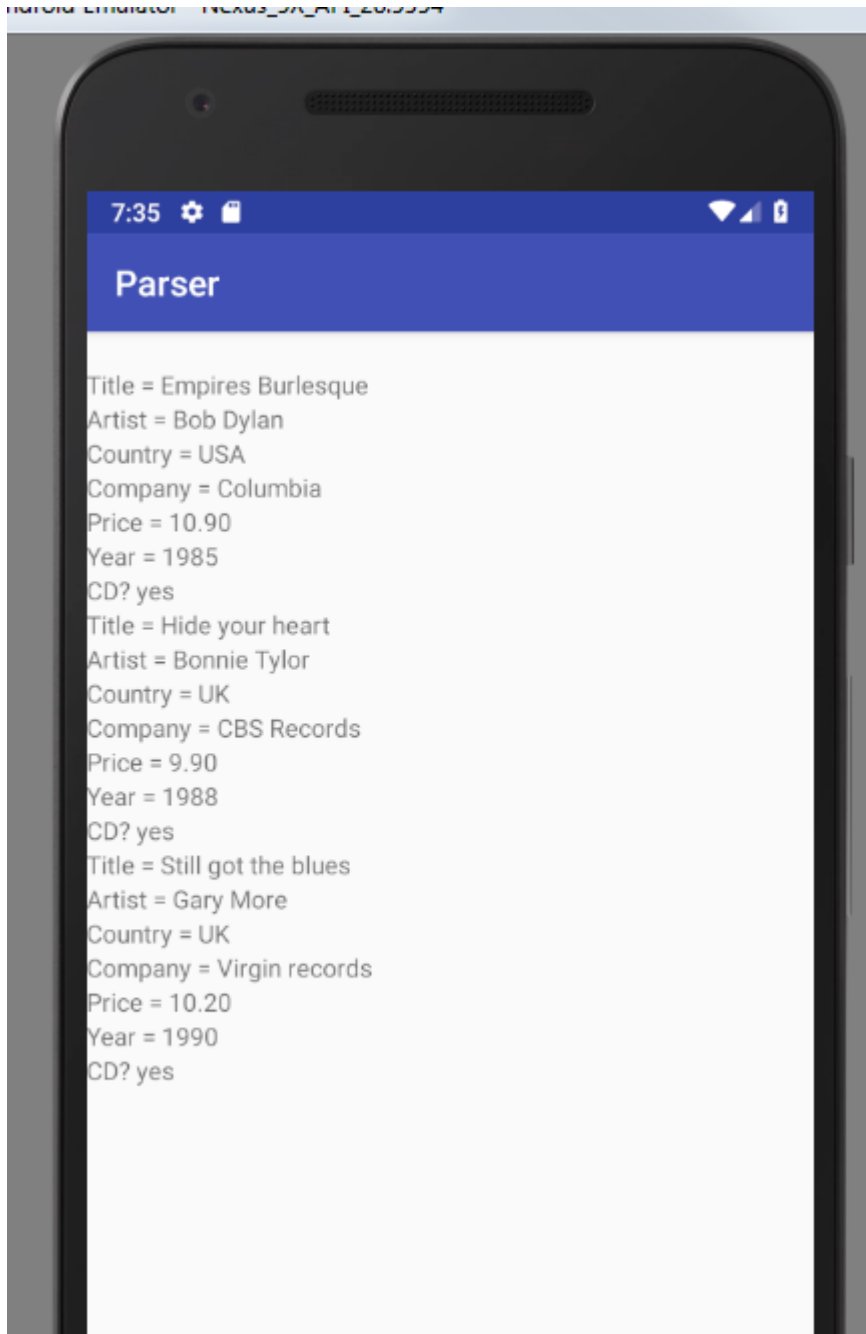 7:35
Parser
Title = Empires Burlesque
Artist = Bob Dylan
Country = USA
Company = Columbia
Price = 10.90
Year = 1985
CD? yes
Title = Hide your heart
Artist = Bonnie Tylor
Country = UK
Company = CBS Records
Price = 9.90
Year = 1988
CD? yes
Title = Still got the blues
Artist = Gary More
Country = UK
Company = Virgin records
Price = 10.20
Year = 1990
CD? yes